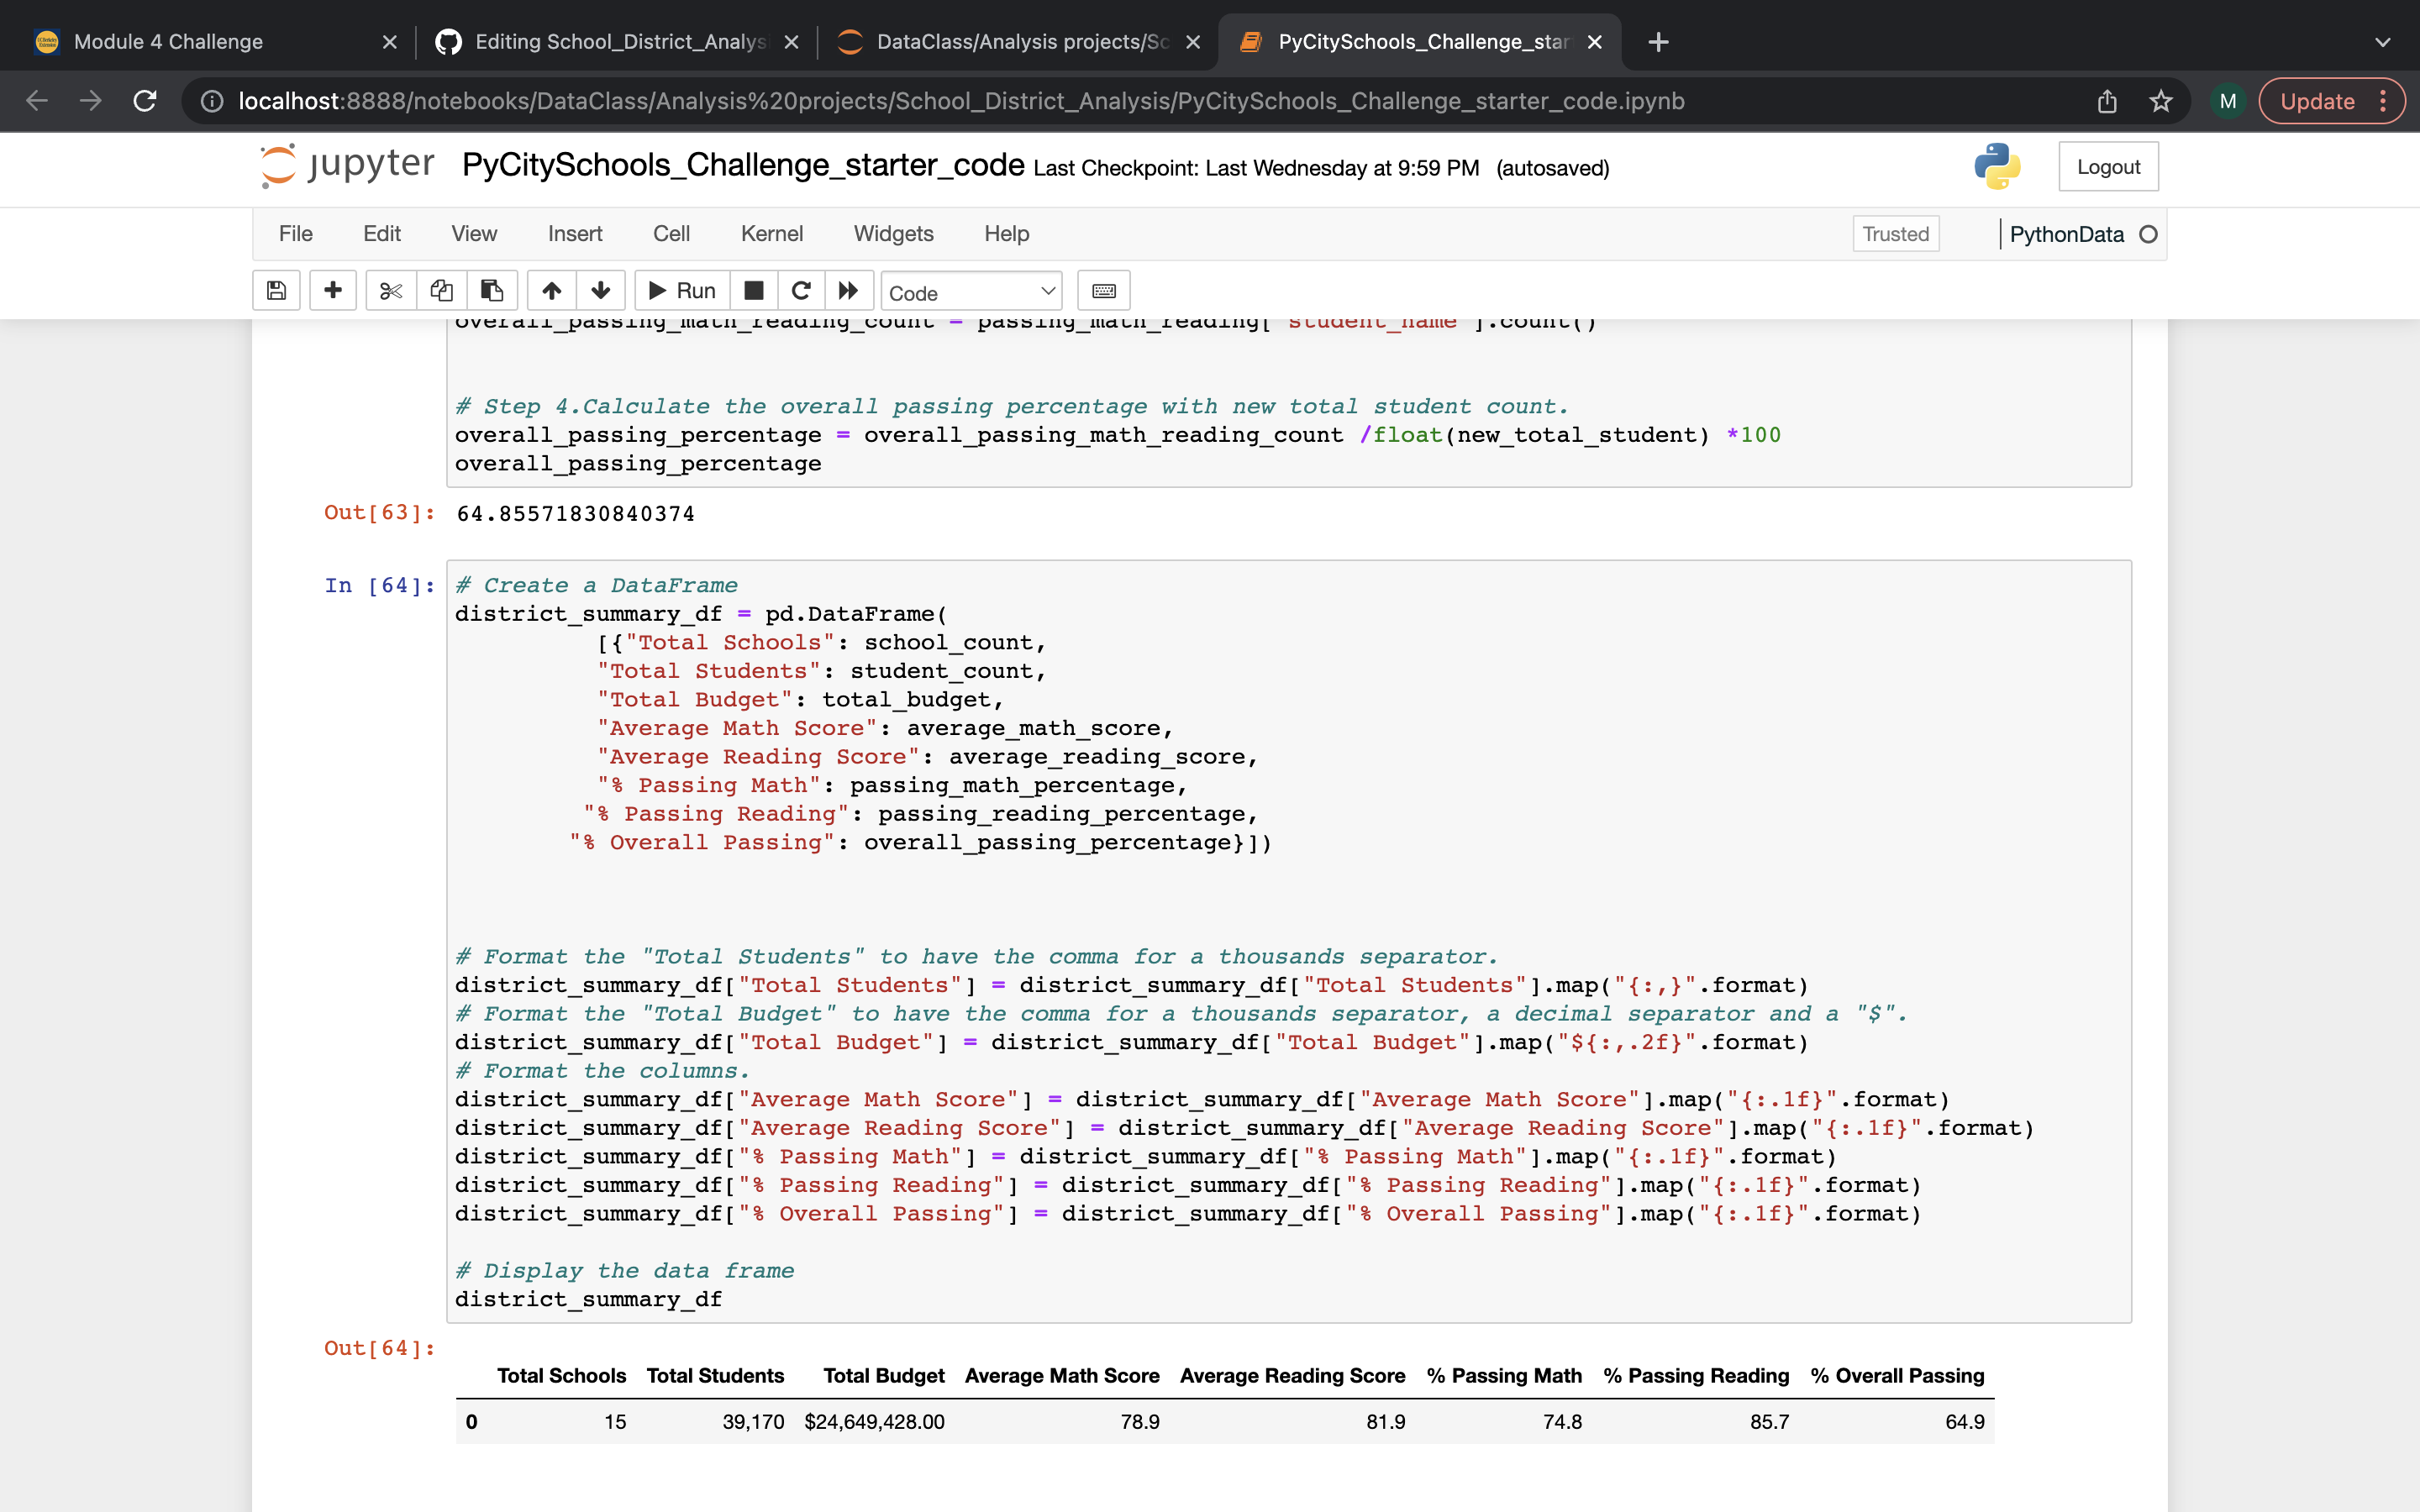 Module 4 Challenge
Editing School_District_Analys
DataClass/Analysis projects/Sc
PyCitySchools_Challenge_star
localhost:8888/notebooks/DataClass/Analysis%20projects/School_District_Analysis/PyCitySchools_Challenge_starter_code.ipynb
M
Update
jupyter PyCitySchools_Challenge_starter_code Last Checkpoint: Last Wednesday at 9:59 PM (autosaved)
Logout
File Edit View Insert Cell Kernel Widgets Help
Trusted
PythonData
Run
Code
overall_passing_math_reading_count = passing_math_reading["student_name"].count()
# Step 4.Calculate the overall passing percentage with new total student count.
overall_passing_percentage = overall_passing_math_reading_count /float(new_total_student) *100
overall_passing_percentage
Out[63]: 64.85571830840374
In [64]: # Create a DataFrame
district_summary_df = pd.DataFrame(
[{"Total Schools": school_count,
"Total Students": student_count,
"Total Budget": total_budget,
"Average Math Score": average_math_score,
"Average Reading Score": average_reading_score,
"% Passing Math": passing_math_percentage,
"% Passing Reading": passing_reading_percentage,
"% Overall Passing": overall_passing_percentage}])
# Format the "Total Students" to have the comma for a thousands separator.
district_summary_df["Total Students"] = district_summary_df["Total Students"].map("{:,}".format)
# Format the "Total Budget" to have the comma for a thousands separator, a decimal separator and a "$".
district_summary_df["Total Budget"] = district_summary_df["Total Budget"].map("${:,.2f}".format)
# Format the columns.
district_summary_df["Average Math Score"] = district_summary_df["Average Math Score"].map("{:.1f}".format)
district_summary_df["Average Reading Score"] = district_summary_df["Average Reading Score"].map("{:.1f}".format)
district_summary_df["% Passing Math"] = district_summary_df["% Passing Math"].map("{:.1f}".format)
district_summary_df["% Passing Reading"] = district_summary_df["% Passing Reading"].map("{:.1f}".format)
district_summary_df["% Overall Passing"] = district_summary_df["% Overall Passing"].map("{:.1f}".format)
# Display the data frame
district_summary_df
Out[64]:
Total Schools Total Students Total Budget Average Math Score Average Reading Score % Passing Math % Passing Reading % Overall Passing
0 15 39,170 $24,649,428.00 78.9 81.9 74.8 85.7 64.9